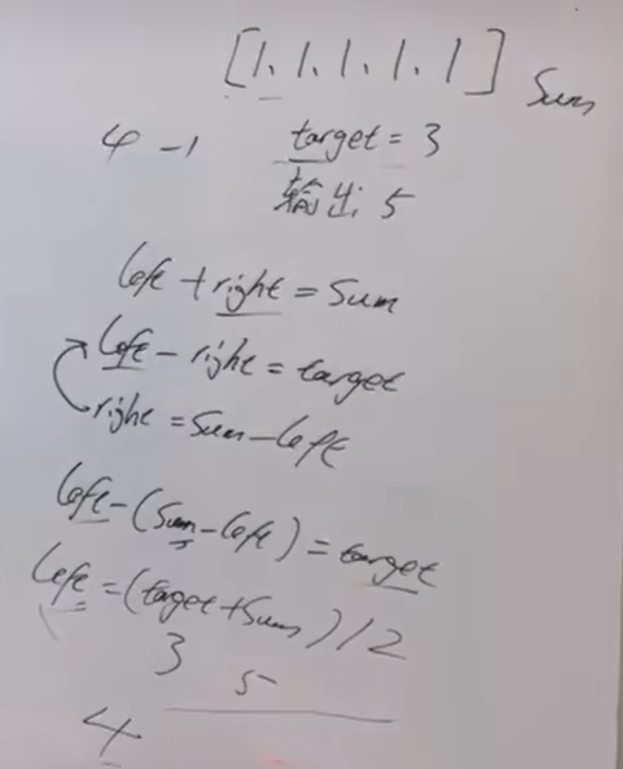 [1, 1, 1, 1, 1] Sum
4 -1 target = 3
输出 5
left + right = Sum
left - right = target
right = Sum - left
left - (Sum - left) = target
left = (taget + Sum) / 2
3 5
4